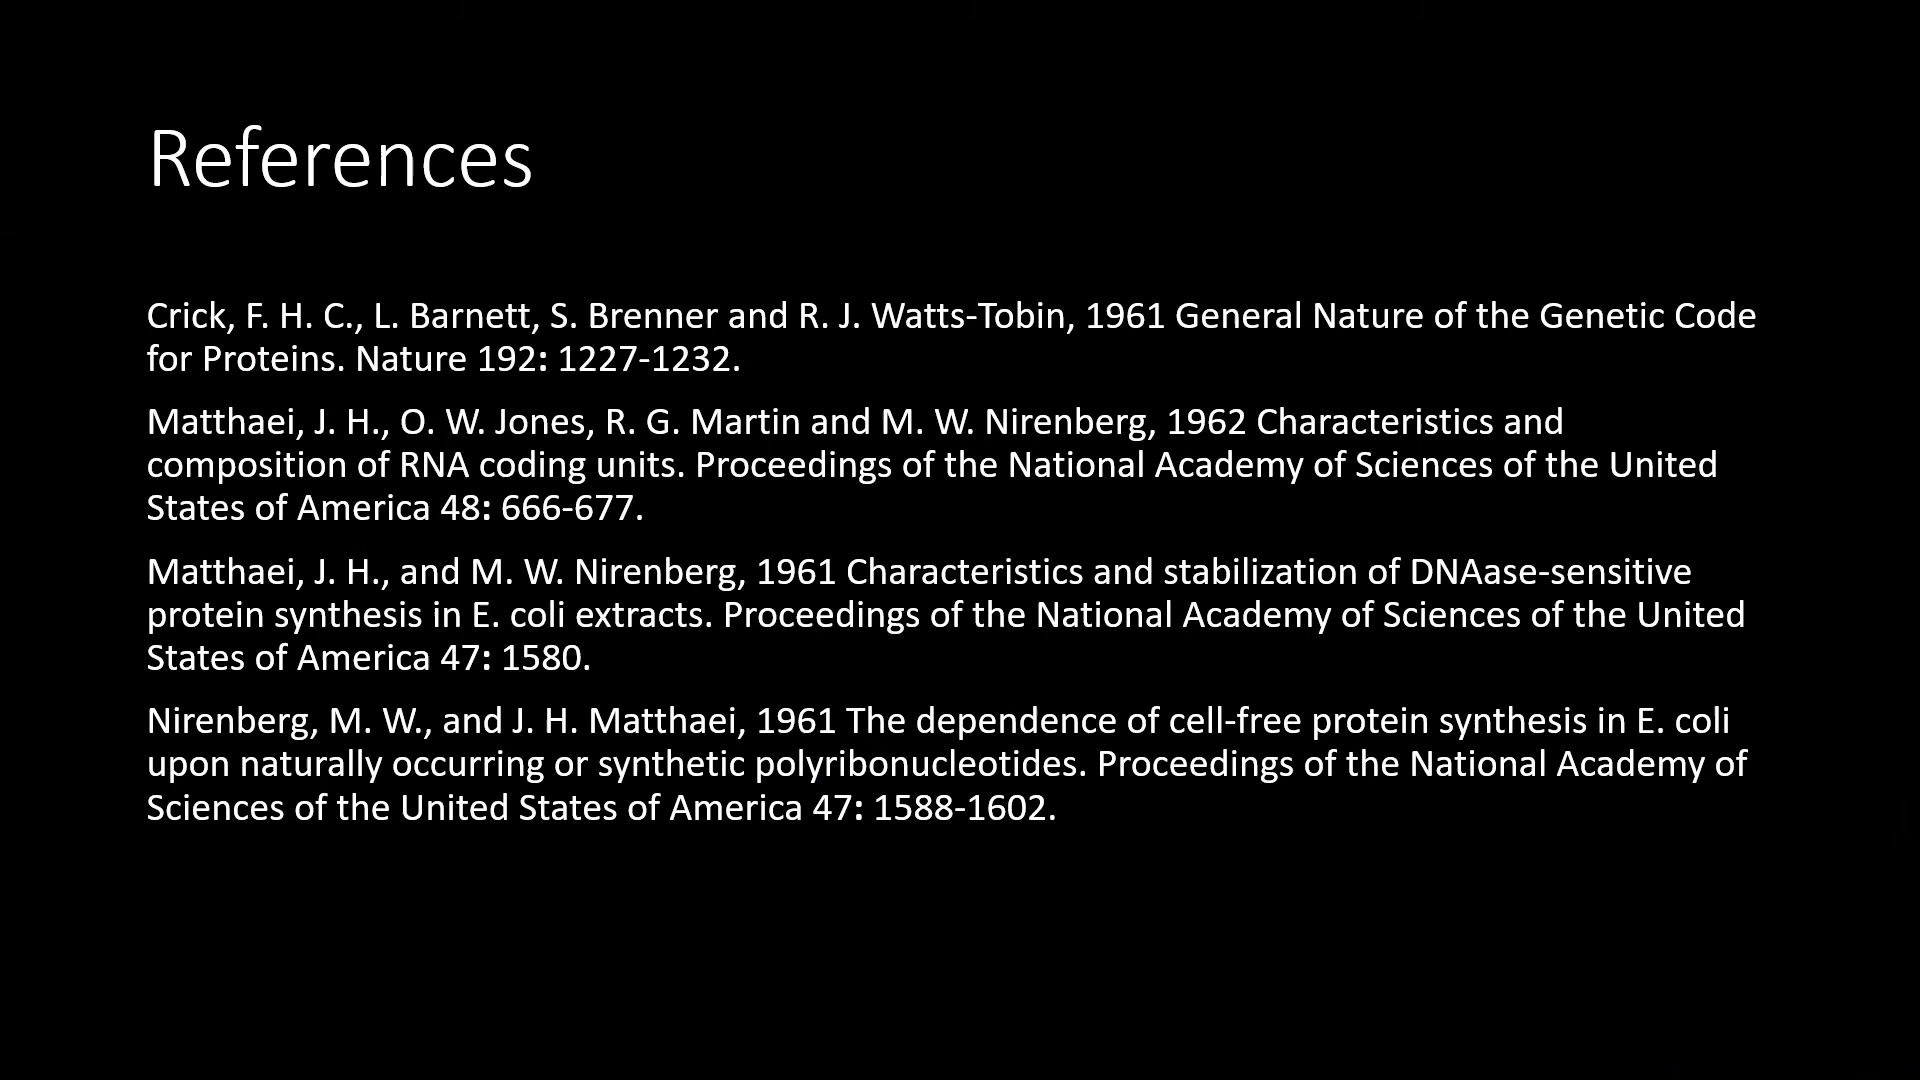 References
Crick, F. H. C., L. Barnett, S. Brenner and R. J. Watts-Tobin, 1961 General Nature of the Genetic Code
for Proteins. Nature 192: 1227-1232.
Matthaei, J. H., O. W. Jones, R. G. Martin and M. W. Nirenberg, 1962 Characteristics and
composition of RNA coding units. Proceedings of the National Academy of Sciences of the United
States of America 48: 666-677.
Matthaei, J. H., and M. W. Nirenberg, 1961 Characteristics and stabilization of DNAase-sensitive
protein synthesis in E. coli extracts. Proceedings of the National Academy of Sciences of the United
States of America 47: 1580.
Nirenberg, M. W., and J. H. Matthaei, 1961 The dependence of cell-free protein synthesis in E. coli
upon naturally occurring or synthetic polyribonucleotides. Proceedings of the National Academy of
Sciences of the United States of America 47: 1588-1602.